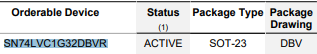 Orderable Device Status Package Type Package
(1) Drawing
SN74LVC1G32DBVR ACTIVE SOT-23 DBV